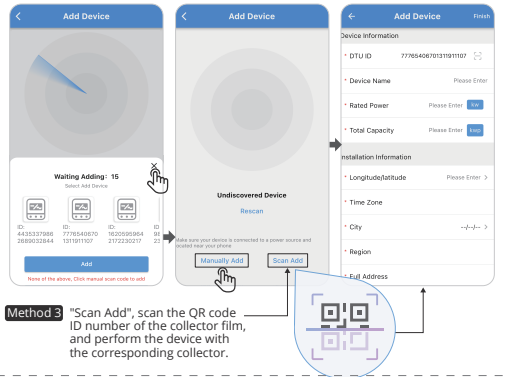 Add Device
Waiting Adding: 15
Select Add Device
ID:
4435337986
2689032844
ID:
7776540670
1311911107
ID:
1620595964
2172230217
ID
Add
None of the above, Click manual scan code to add
Add Device
Undiscovered Device
Rescan
Make sure your device is connected to a power source and
located near your phone
Manually Add
Scan Add
Add Device
Finish
Device Information
* DTU ID 77765406701311911107
* Device Name Please Enter
* Rated Power Please Enter kw
* Total Capacity Please Enter kwp
Installation Information
* Longitude/latitude Please Enter >
* Time Zone
* City --/--/-- >
* Region
* Full Address
Method 3 "Scan Add", scan the QR code
ID number of the collector film,
and perform the device with
the corresponding collector.